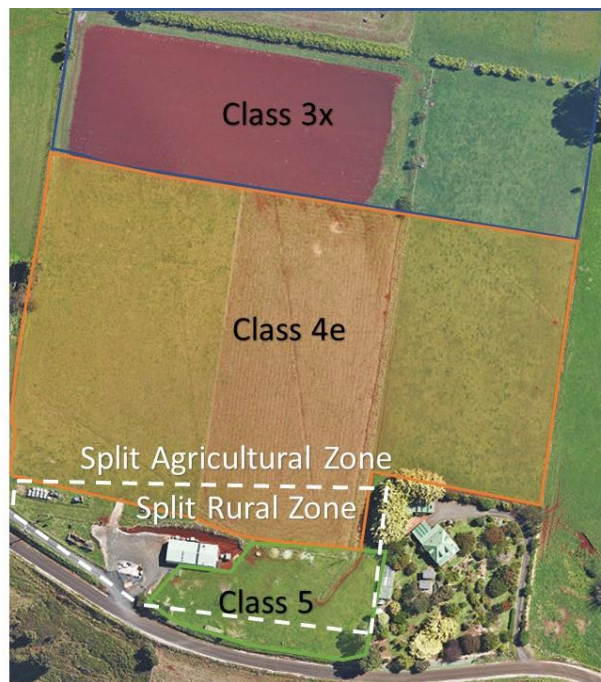 Class 3x
Class 4e
Split Agricultural Zone
Split Rural Zone
Class 5